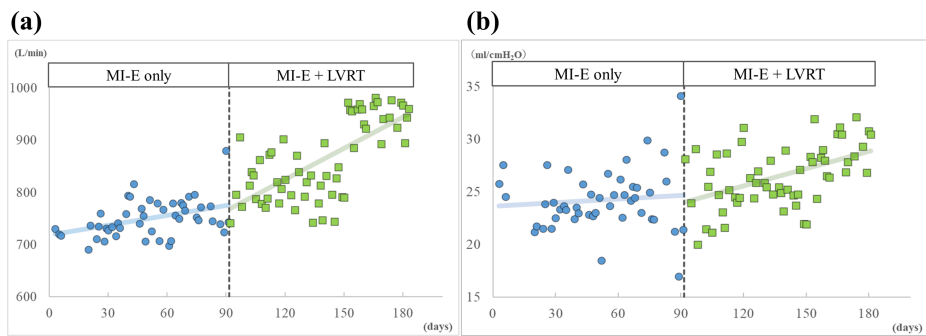 (a)
(L/min)
MI-E only MI-E + LVRT
1000
900
800
700
600
0 30 60 90 120 150 180
(days)
(b)
(ml/cmH₂O)
MI-E only MI-E + LVRT
35
30
25
20
15
0 30 60 90 120 150 180
(days)